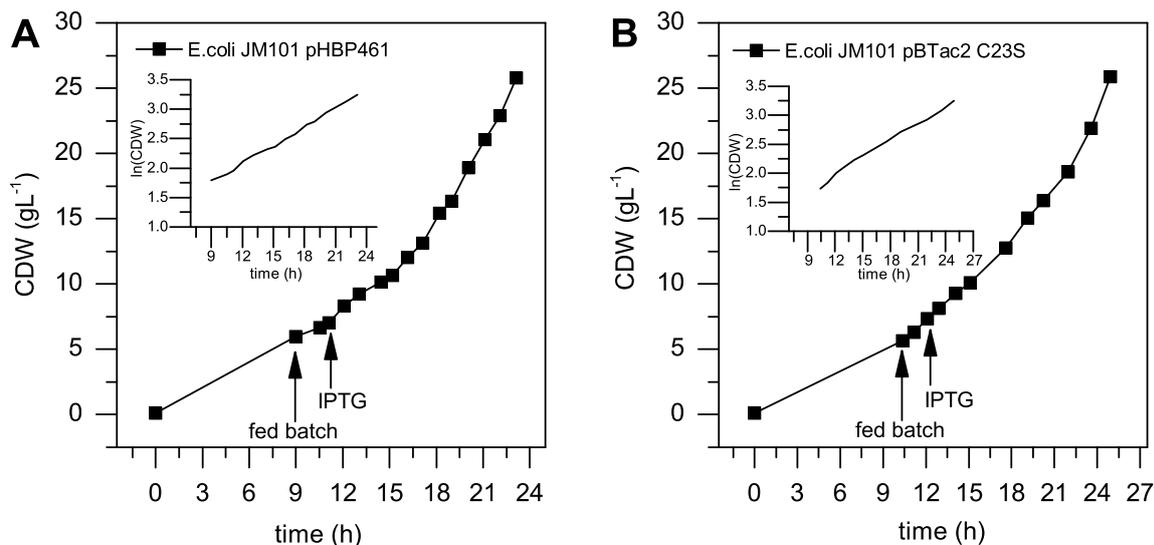 A
E.coli JM101 pHBP461
30
25
20
15
10
5
0
CDW (gL-1)
3.5
3.0
2.5
2.0
1.5
1.0
ln(CDW)
9 12 15 18 21 24
time (h)
IPTG
fed batch
0 3 6 9 12 15 18 21 24
time (h)
B
E.coli JM101 pBTac2 C23S
30
25
20
15
10
5
0
CDW (gL-1)
3.5
3.0
2.5
2.0
1.5
1.0
ln(CDW)
9 12 15 18 21 24 27
time (h)
IPTG
fed batch
0 3 6 9 12 15 18 21 24 27
time (h)